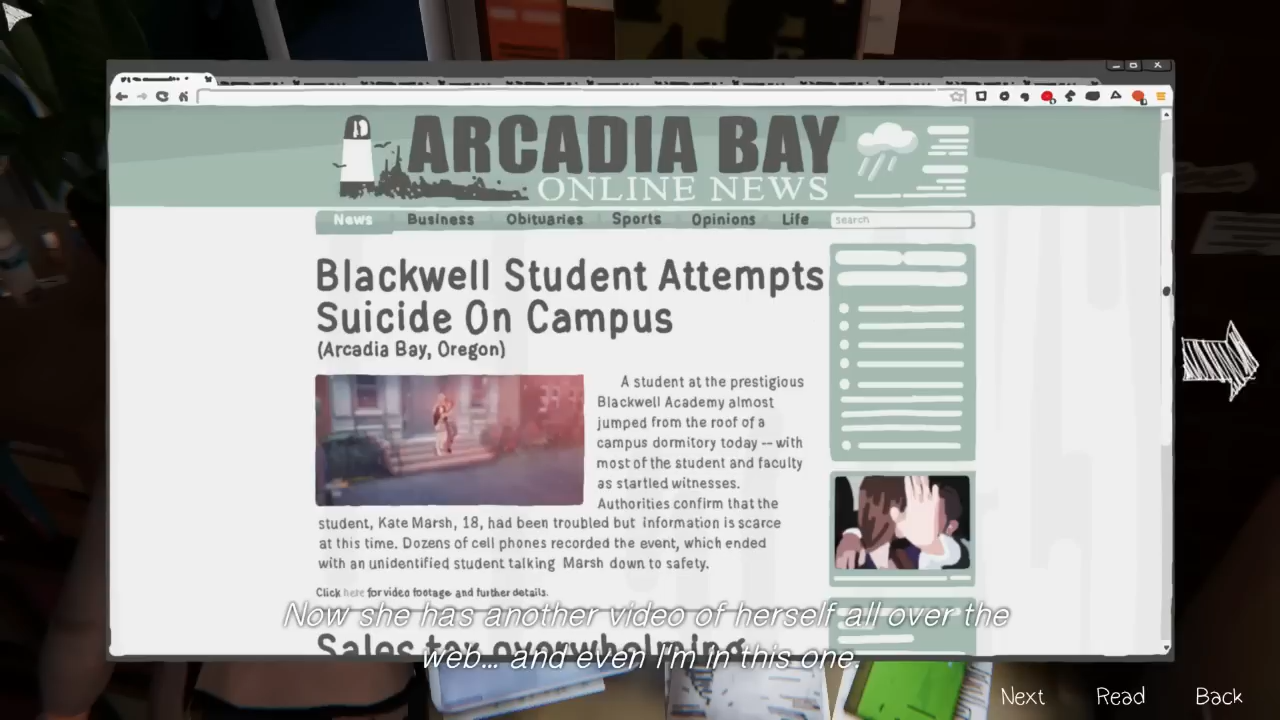 ARCADIA BAY
ONLINE NEWS
News Business Obituaries Sports Opinions Life search
Blackwell Student Attempts
Suicide On Campus
(Arcadia Bay, Oregon)
A student at the prestigious
Blackwell Academy almost
jumped from the roof of a
campus dormitory today -- with
most of the student and faculty
as startled witnesses.
Authorities confirm that the
student, Kate Marsh, 18, had been troubled but information is scarce
at this time. Dozens of cell phones recorded the event, which ended
with an unidentified student talking Marsh down to safety.
Click here for video footage and further details.
Now she has another video of herself all over the
Sales tax overwhelming
web... and even I'm in this one.
Next Read Back